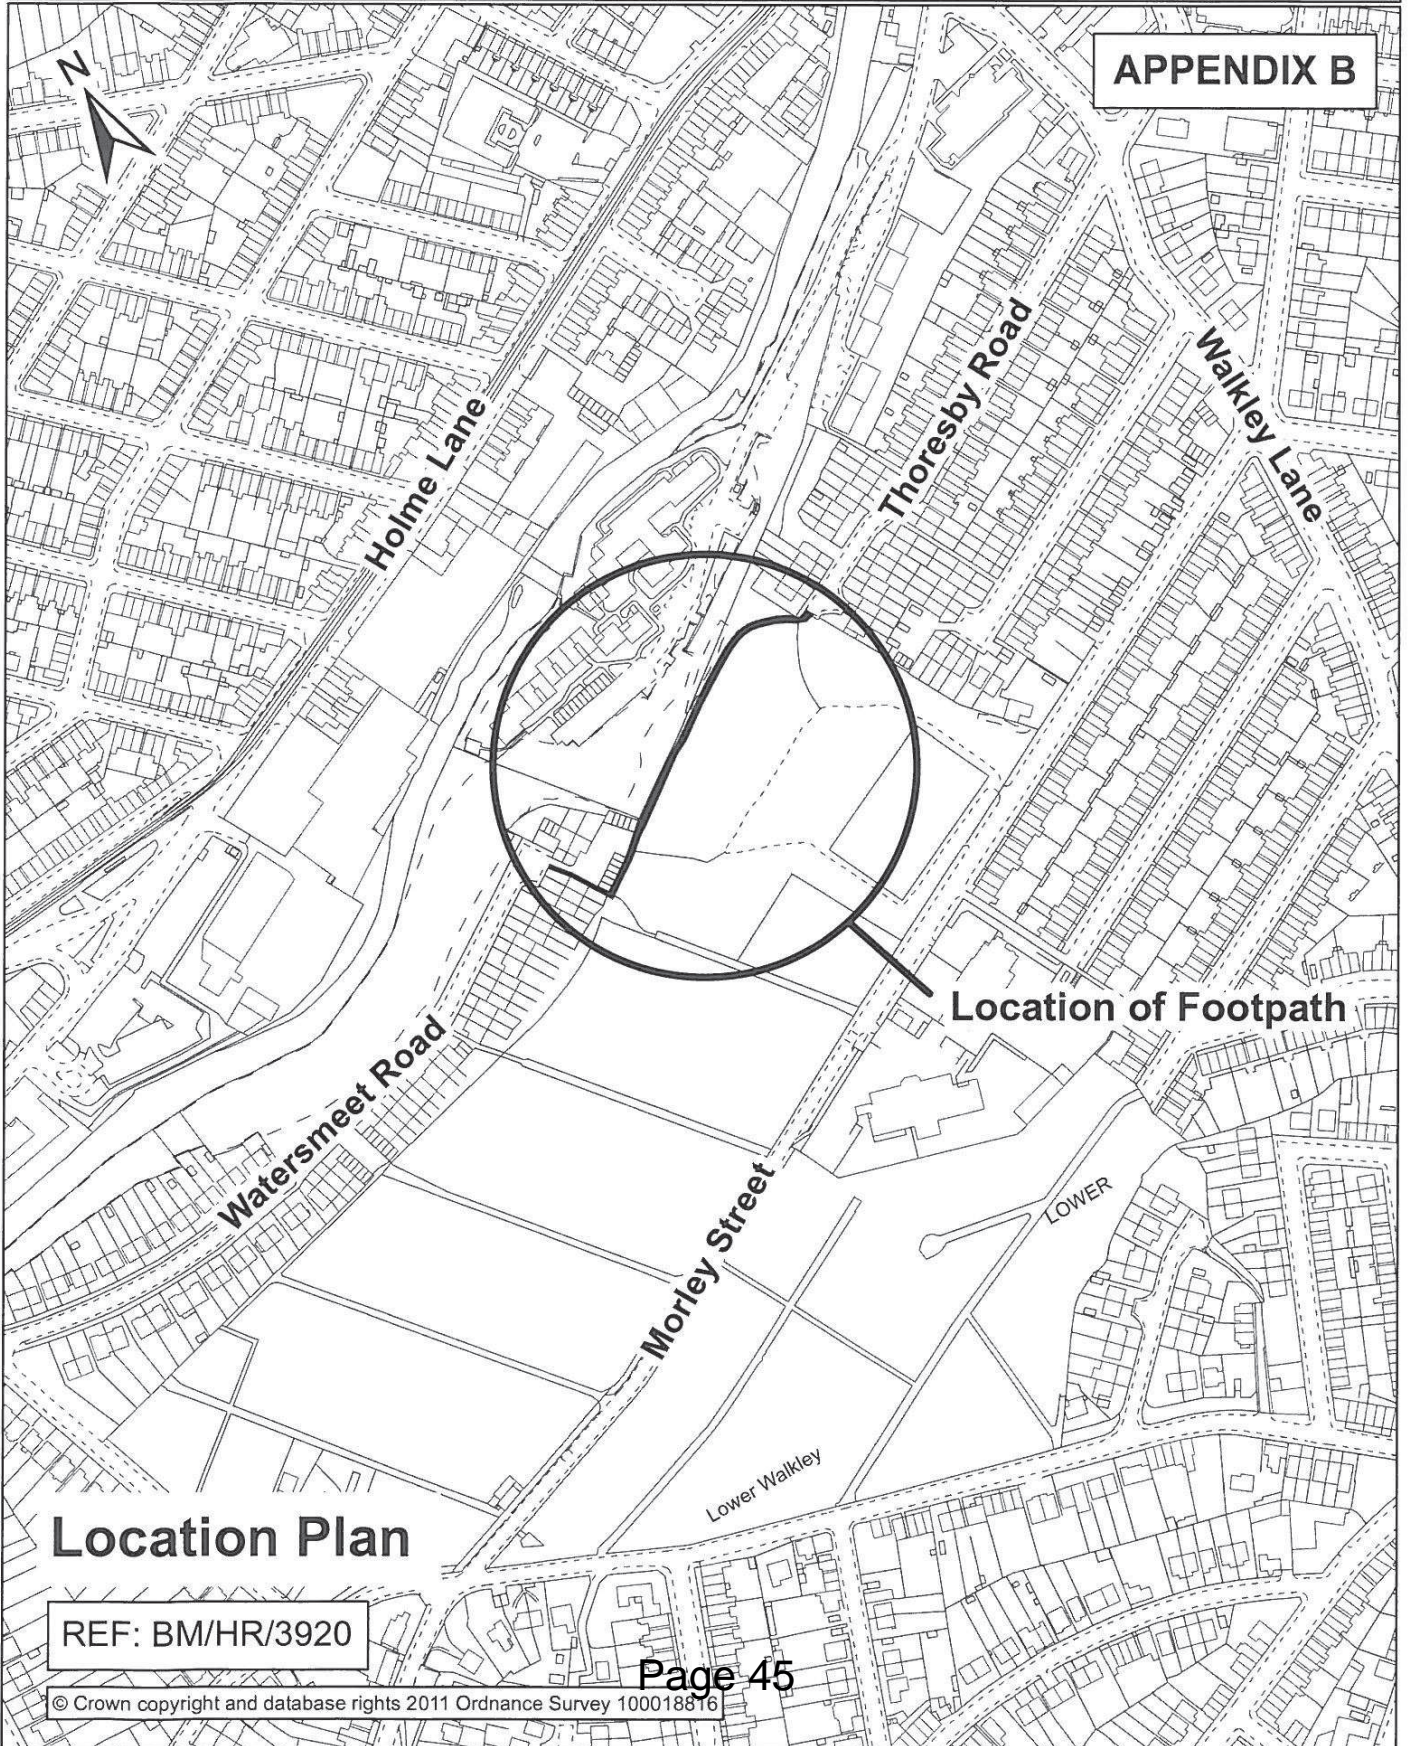 APPENDIX B
N
Holme Lane
Thoresby Road
Walkley Lane
Location of Footpath
Watersmeet Road
Morley Street
LOWER
Lower Walkley
Location Plan
REF: BM/HR/3920
Page 45
© Crown copyright and database rights 2011 Ordnance Survey 100018816